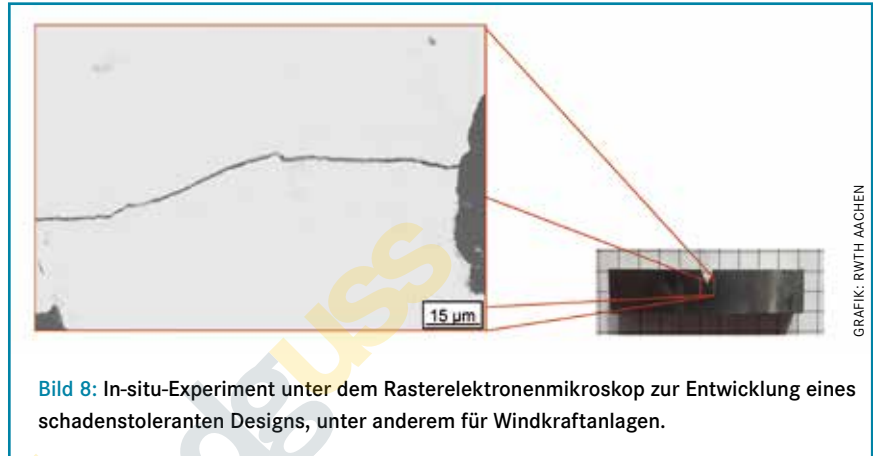 15 µm
GRAFIK: RWTH AACHEN
Bild 8: In-situ-Experiment unter dem Rasterelektronenmikroskop zur Entwicklung eines
schadenstoleranten Designs, unter anderem für Windkraftanlagen.
dguss